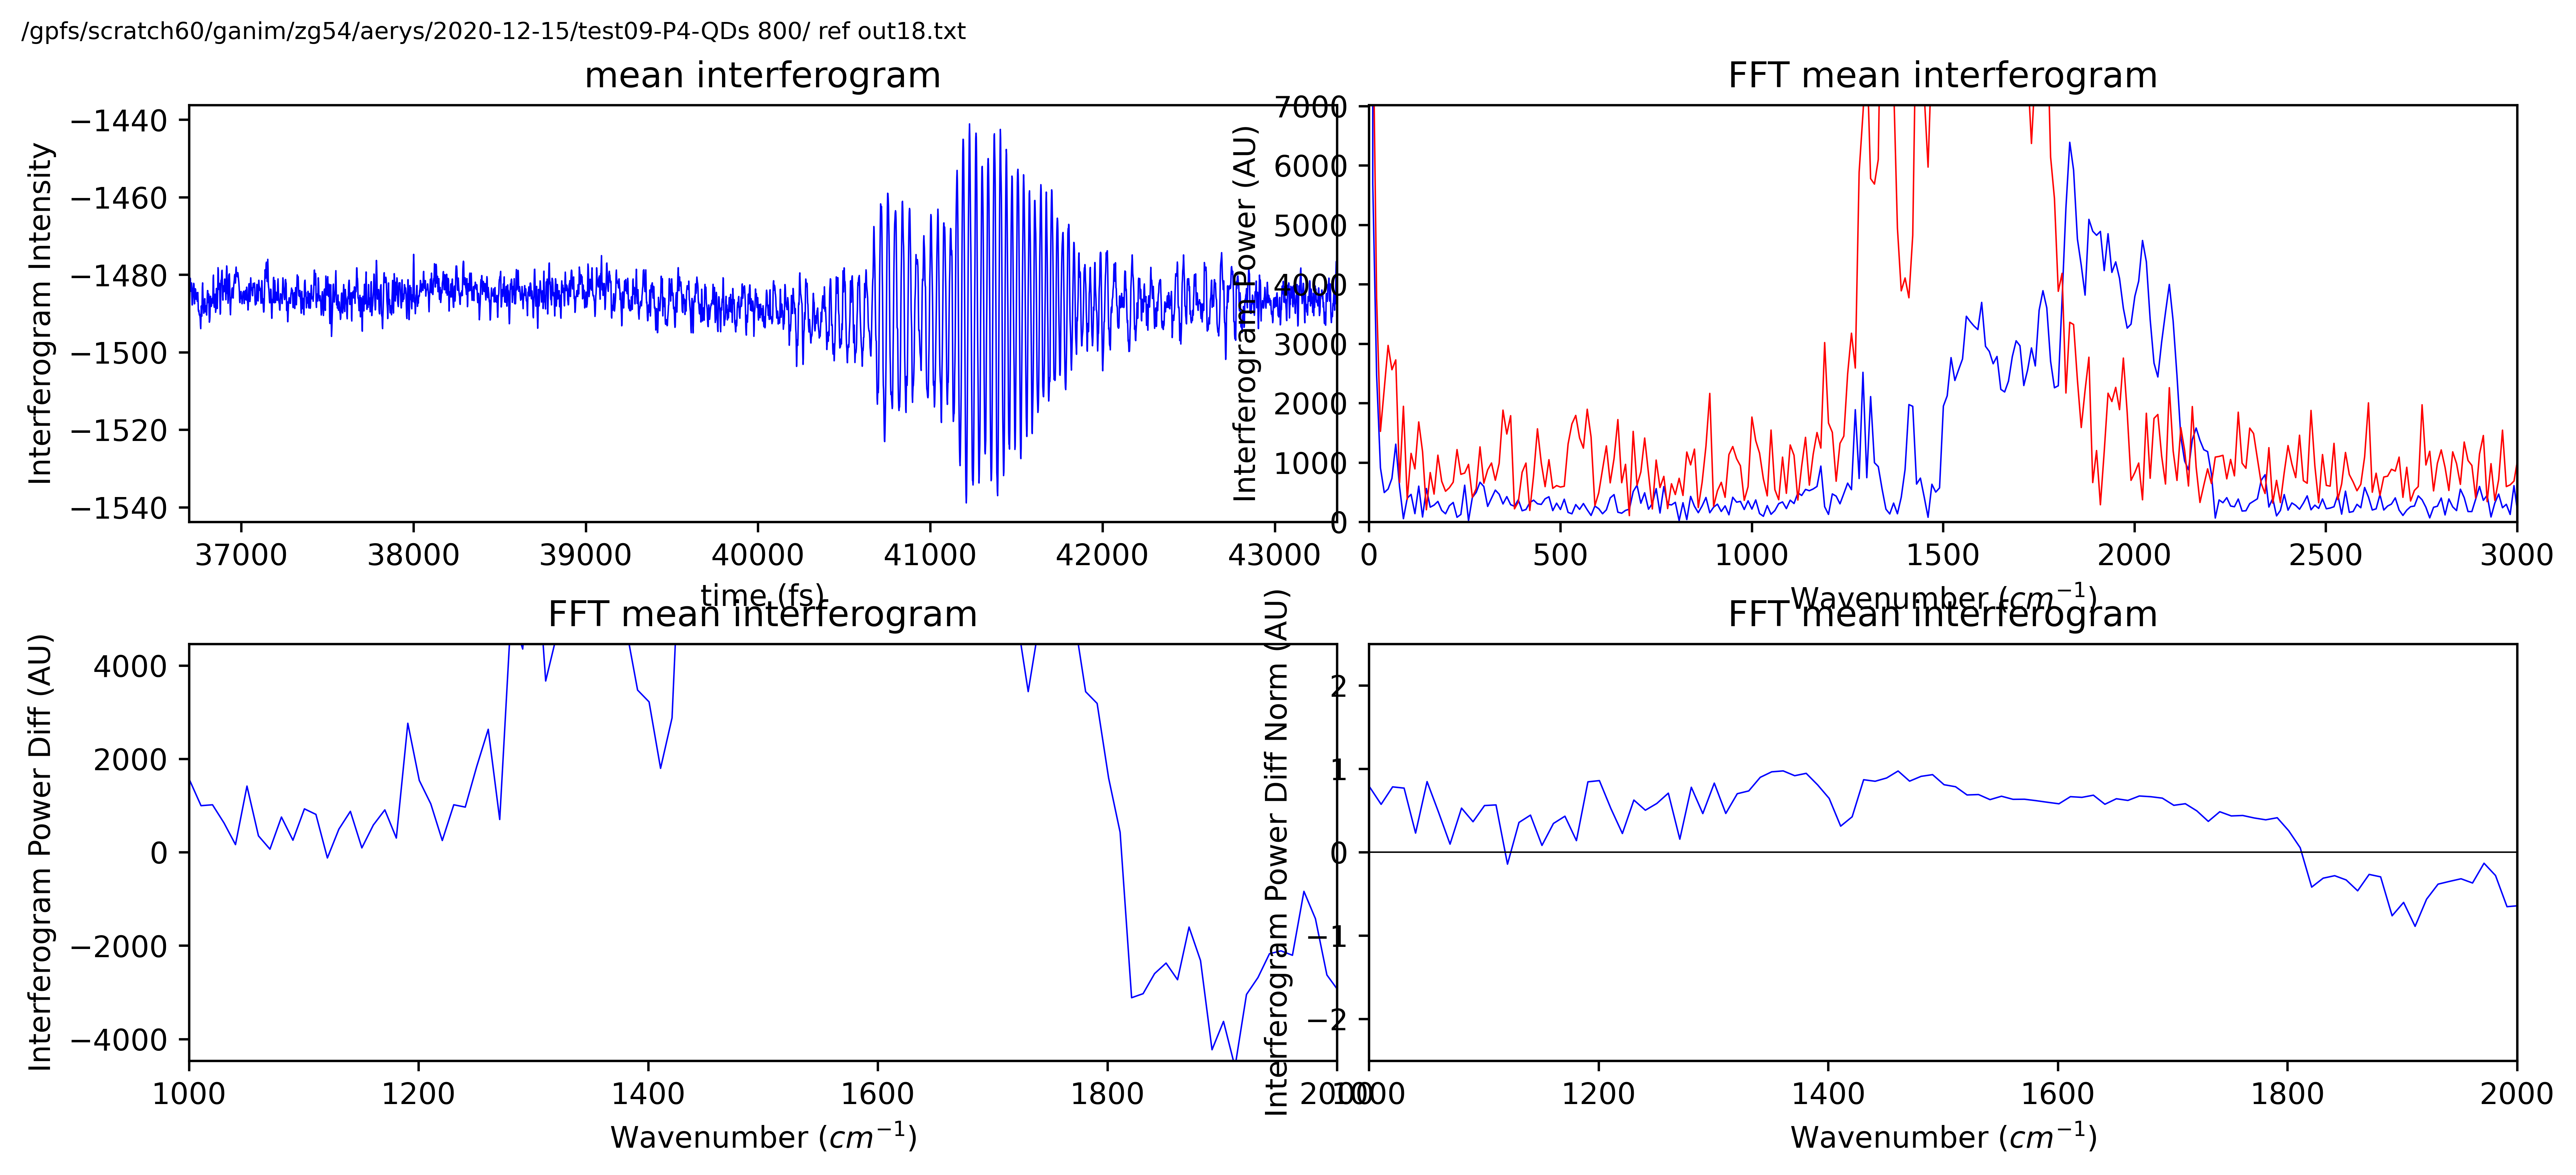 /gpfs/scratch60/ganim/zg54/aerys/2020-12-15/test09-P4-QDs 800/ ref out18.txt
mean interferogram
Interferogram Intensity
−1440
−1460
−1480
−1500
−1520
−1540
37000 38000 39000 40000 41000 42000 43000
time (fs)
FFT mean interferogram
Interferogram Power (AU)
7000
6000
5000
4000
3000
2000
1000
0
0 500 1000 1500 2000 2500 3000
Wavenumber (cm⁻¹)
FFT mean interferogram
Interferogram Power Diff (AU)
4000
2000
0
−2000
−4000
1000 1200 1400 1600 1800 2000
Wavenumber (cm⁻¹)
FFT mean interferogram
Interferogram Power Diff Norm (AU)
2
1
0
−1
−2
1000 1200 1400 1600 1800 2000
Wavenumber (cm⁻¹)